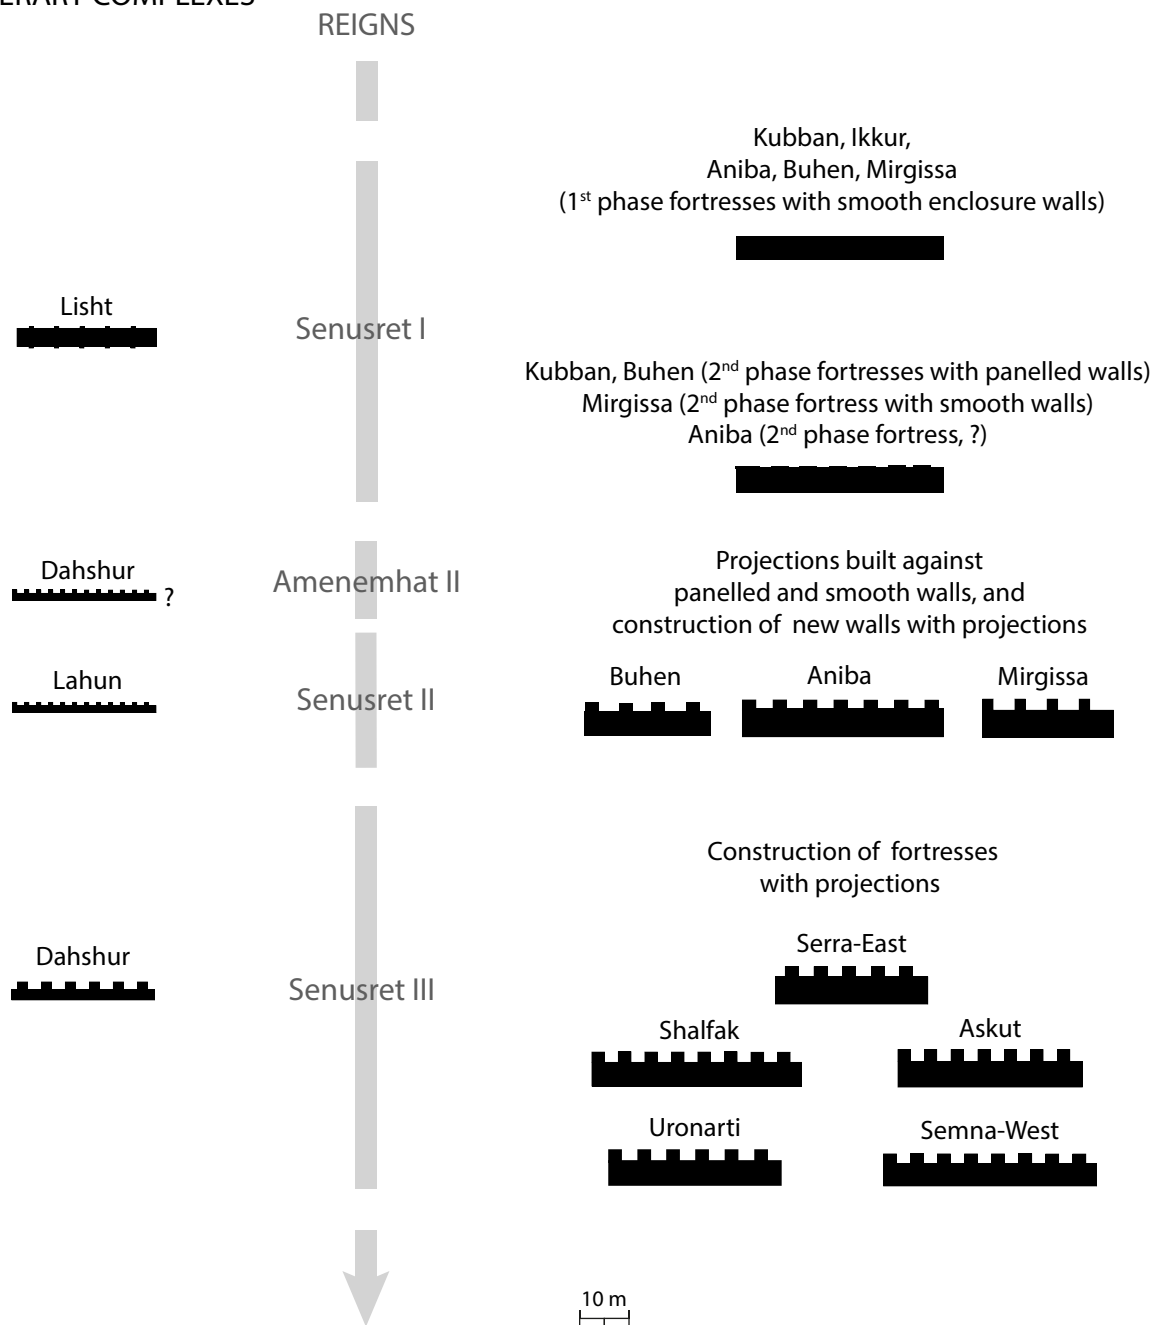 COMPLEXES
REIGNS
Kubban, Ikkur,
Aniba, Buhen, Mirgissa
(1st phase fortresses with smooth enclosure walls)
Lisht
Senusret I
Kubban, Buhen (2nd phase fortresses with panelled walls)
Mirgissa (2nd phase fortress with smooth walls)
Aniba (2nd phase fortress, ?)
Dahshur
?
Amenemhat II
Projections built against
panelled and smooth walls, and
construction of new walls with projections
Lahun
Senusret II
Buhen
Aniba
Mirgissa
Construction of fortresses
with projections
Dahshur
Senusret III
Serra-East
Shalfak
Askut
Uronarti
Semna-West
10 m